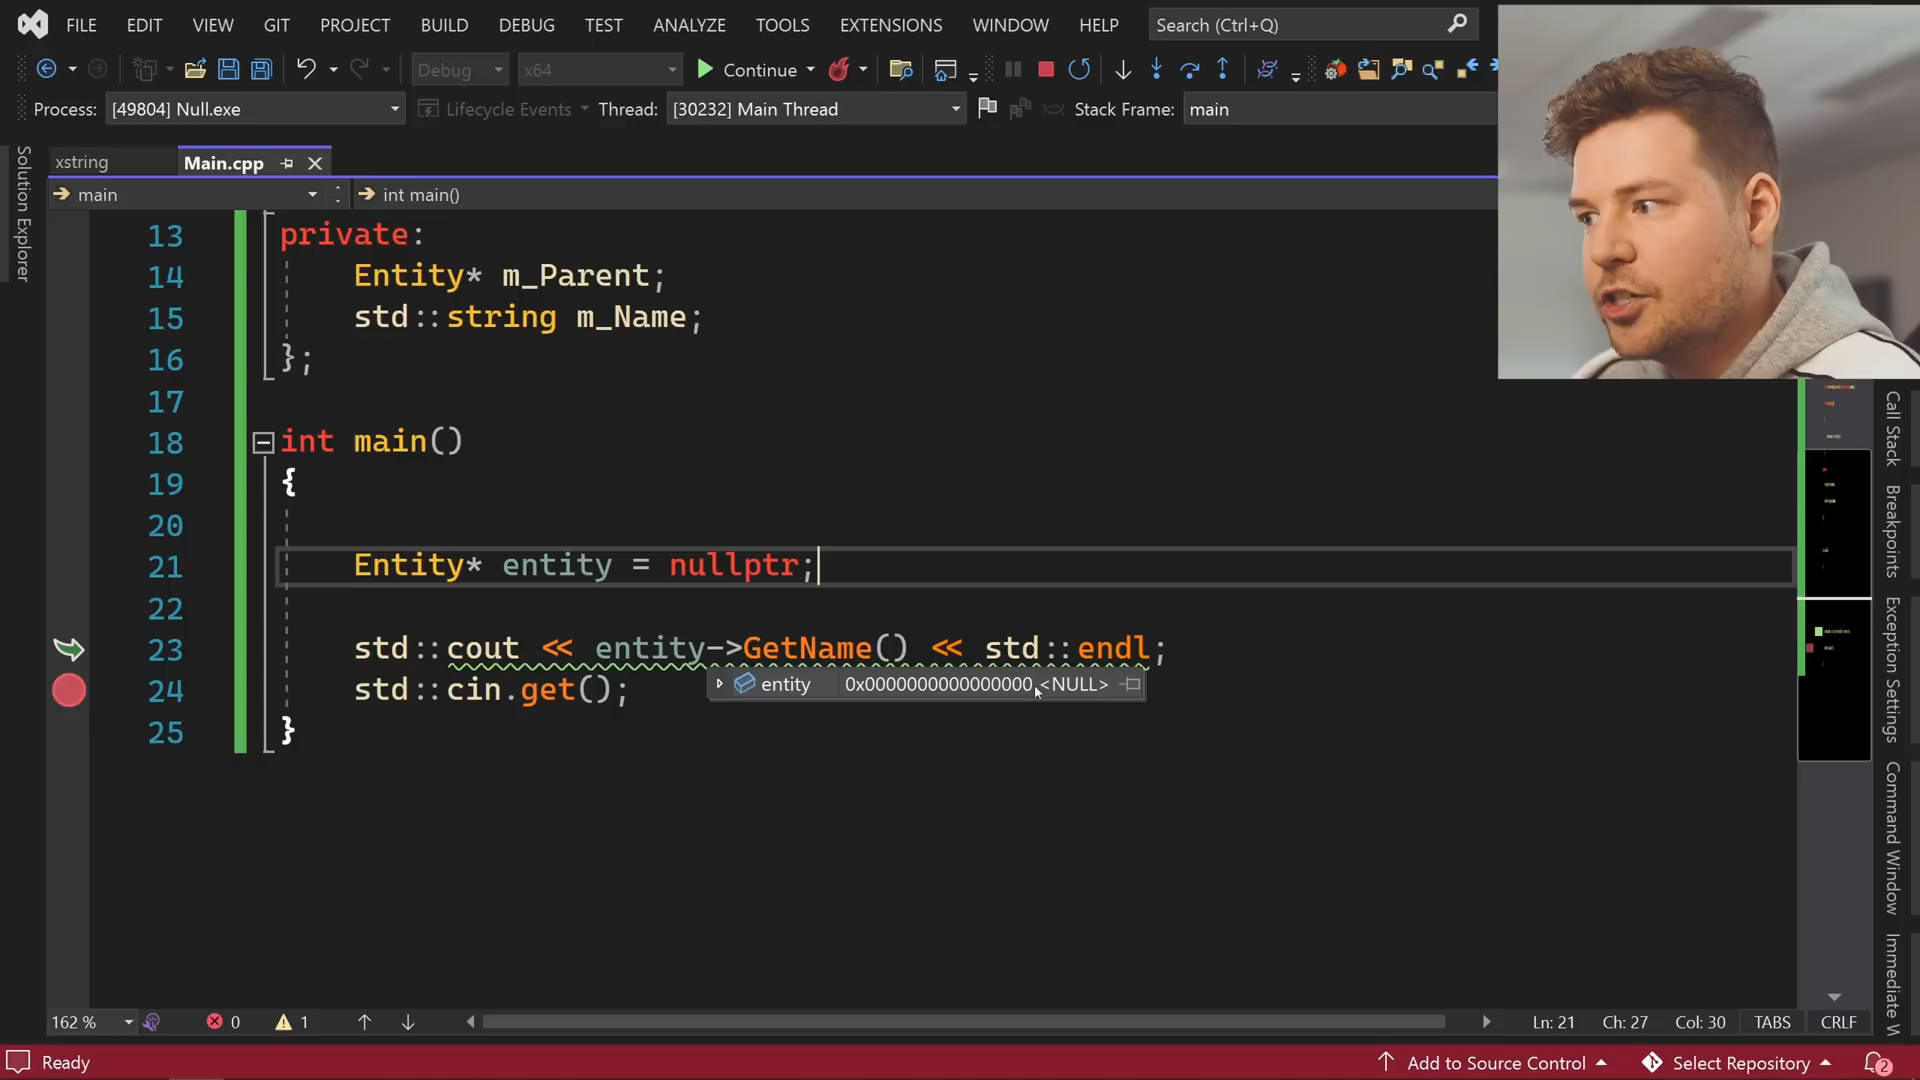 FILE EDIT VIEW GIT PROJECT BUILD DEBUG TEST ANALYZE TOOLS EXTENSIONS WINDOW HELP Search (Ctrl+Q)
Debug x64 Continue
Process: [49804] Null.exe Lifecycle Events Thread: [30232] Main Thread Stack Frame: main
Solution Explorer
xstring Main.cpp
main int main()
13 private:
14 Entity* m_Parent;
15 std::string m_Name;
16 };
17
18 int main()
19 {
20
21 Entity* entity = nullptr;
22
23 std::cout << entity->GetName() << std::endl;
entity 0x0000000000000000 <NULL>
24 std::cin.get();
25 }
Call Stack
Breakpoints
Exception Settings
Command Window
Immediate W
162 % 0 1 Ln: 21 Ch: 27 Col: 30 TABS CRLF
Ready Add to Source Control Select Repository 2